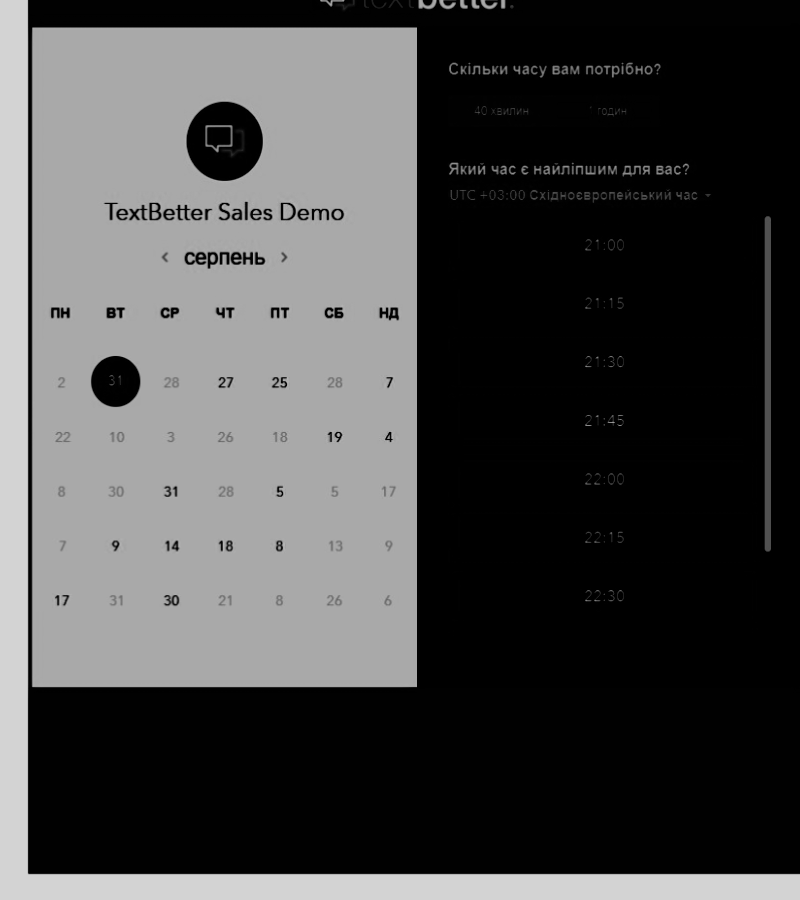 textbetter.
TextBetter Sales Demo
‹ серпень ›
ПН ВТ СР ЧТ ПТ СБ НД
2 31 28 27 25 28 7
22 10 3 26 18 19 4
8 30 31 28 5 5 17
7 9 14 18 8 13 9
17 31 30 21 8 26 6
Скільки часу вам потрібно?
40 хвилин 1 годин
Який час є найліпшим для вас?
UTC +03:00 Східноєвропейський час
21:00
21:15
21:30
21:45
22:00
22:15
22:30